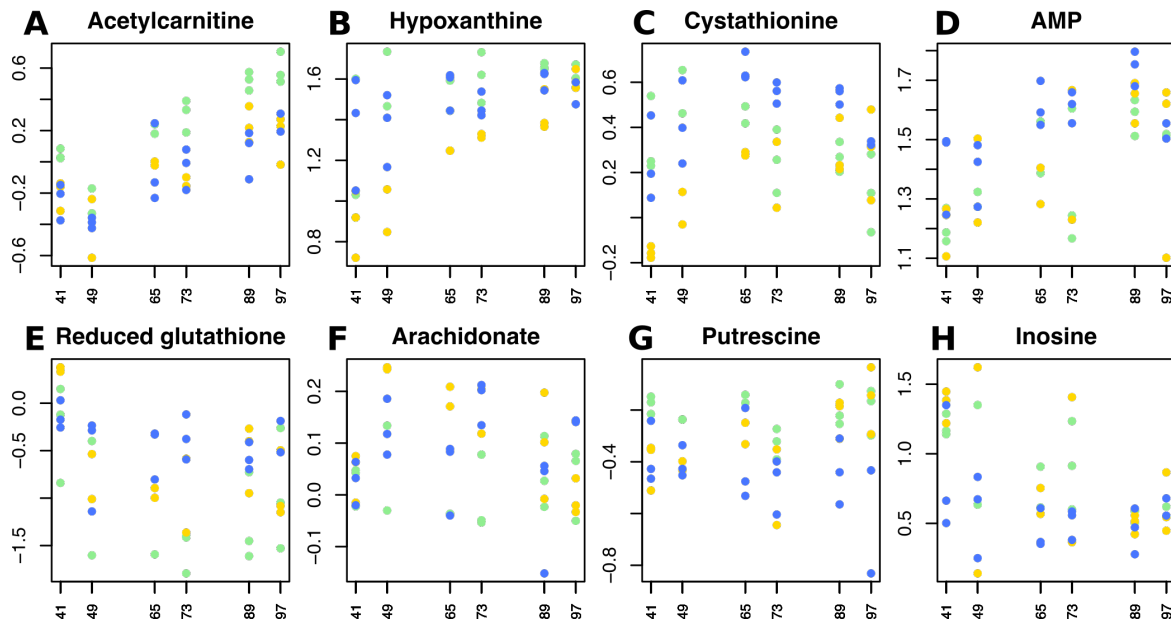 A Acetylcarnitine
0.6
0.2
−0.2
−0.6
41 49 65 73 89 97
B Hypoxanthine
1.6
1.2
0.8
41 49 65 73 89 97
C Cystathionine
0.6
0.4
0.2
−0.2
41 49 65 73 89 97
D AMP
1.7
1.5
1.3
1.1
41 49 65 73 89 97
E Reduced glutathione
0.0
−0.5
−1.5
41 49 65 73 89 97
F Arachidonate
0.2
0.1
0.0
−0.1
41 49 65 73 89 97
G Putrescine
−0.4
−0.8
41 49 65 73 89 97
H Inosine
1.5
1.0
0.5
41 49 65 73 89 97